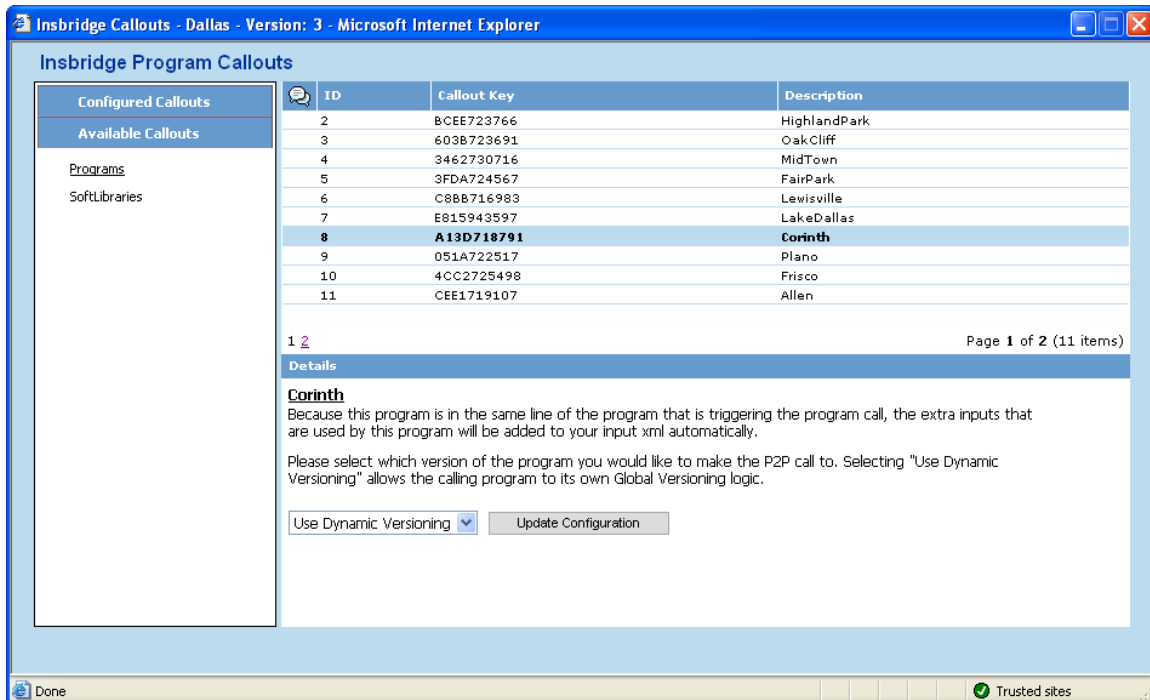 Insbridge Callouts - Dallas - Version: 3 - Microsoft Internet Explorer
Insbridge Program Callouts
Configured Callouts
Available Callouts
Programs
SoftLibraries
ID Callout Key Description
2 BCEE723766 HighlandPark
3 603B723691 OakCliff
4 3462730716 MidTown
5 3FDA724567 FairPark
6 C8BB716983 Lewisville
7 E815943597 LakeDallas
8 A13D718791 Corinth
9 051A722517 Plano
10 4CC2725498 Frisco
11 CEE1719107 Allen
1 2 Page 1 of 2 (11 items)
Details
Corinth
Because this program is in the same line of the program that is triggering the program call, the extra inputs that
are used by this program will be added to your input xml automatically.
Please select which version of the program you would like to make the P2P call to. Selecting "Use Dynamic
Versioning" allows the calling program to its own Global Versioning logic.
Use Dynamic Versioning Update Configuration
Done Trusted sites